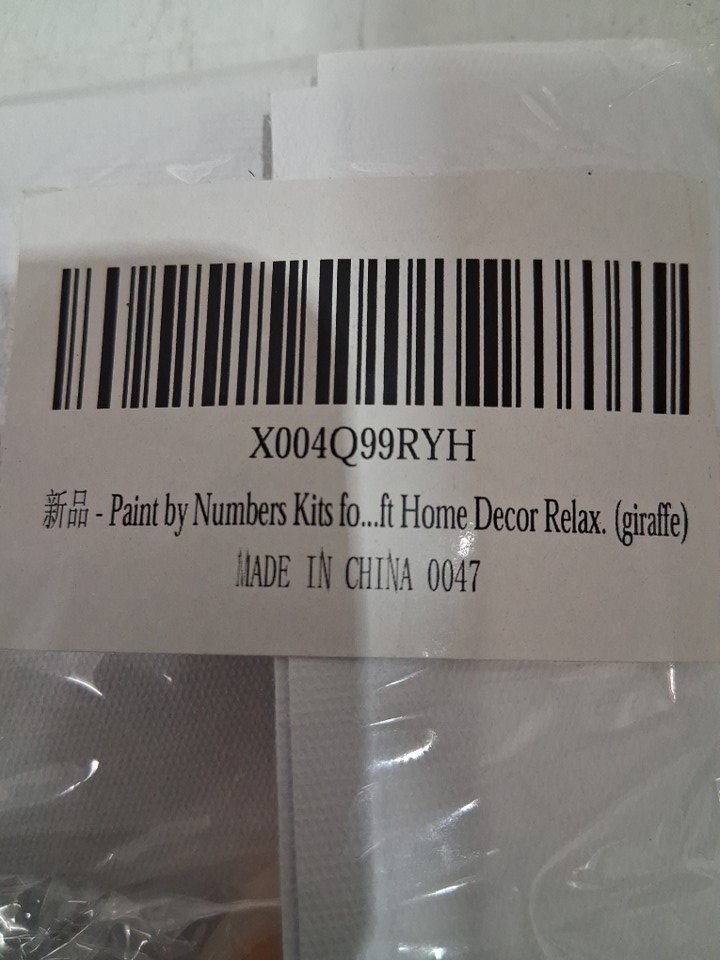 X004Q99RYH
新品 - Paint by Numbers Kits fo...ft Home Decor Relax. (giraffe)
MADE IN CHINA 0047